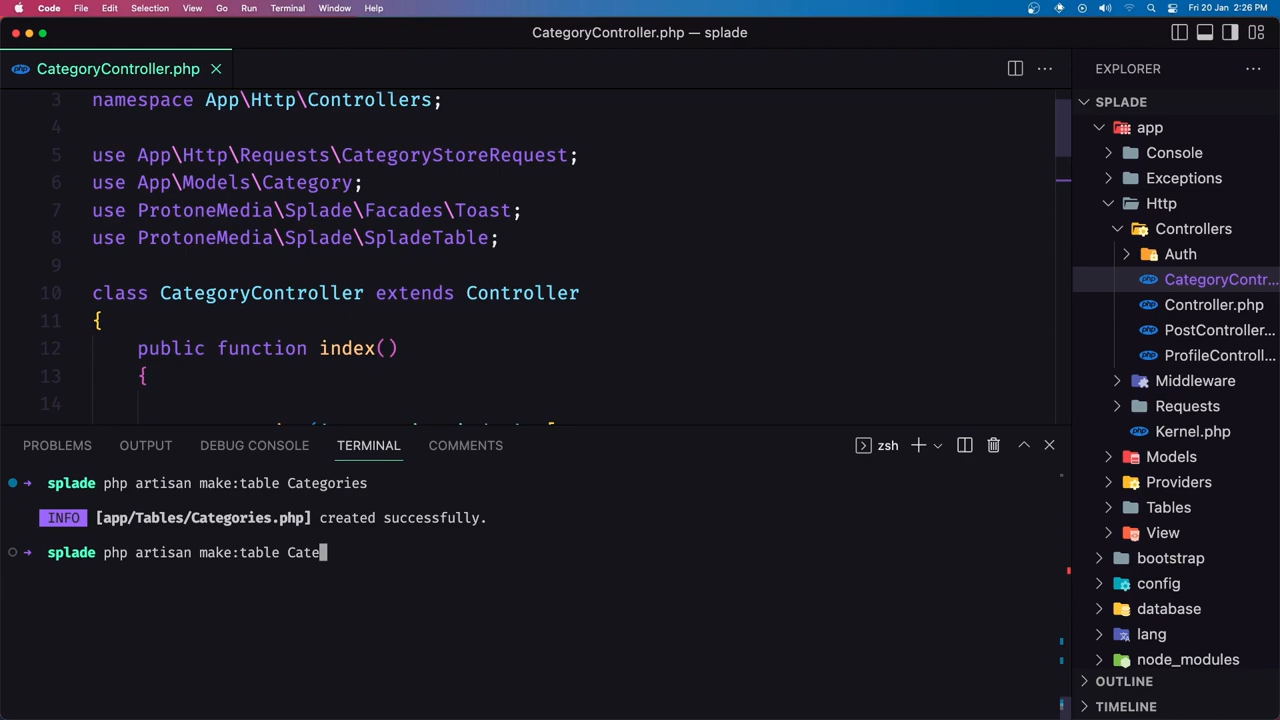 Code File Edit Selection View Go Run Terminal Window Help Fri 20 Jan 2:26 PM
CategoryController.php — splade
CategoryController.php
EXPLORER
SPLADE
3 namespace App\Http\Controllers;
4
5 use App\Http\Requests\CategoryStoreRequest;
6 use App\Models\Category;
7 use ProtoneMedia\Splade\Facades\Toast;
8 use ProtoneMedia\Splade\SpladeTable;
9
10 class CategoryController extends Controller
11 {
12 public function index()
13 {
14
PROBLEMS OUTPUT DEBUG CONSOLE TERMINAL COMMENTS
zsh
splade php artisan make:table Categories
INFO [app/Tables/Categories.php] created successfully.
splade php artisan make:table Cate
app
Console
Exceptions
Http
Controllers
Auth
CategoryContr...
Controller.php
PostController...
ProfileControll...
Middleware
Requests
Kernel.php
Models
Providers
Tables
View
bootstrap
config
database
lang
node_modules
OUTLINE
TIMELINE